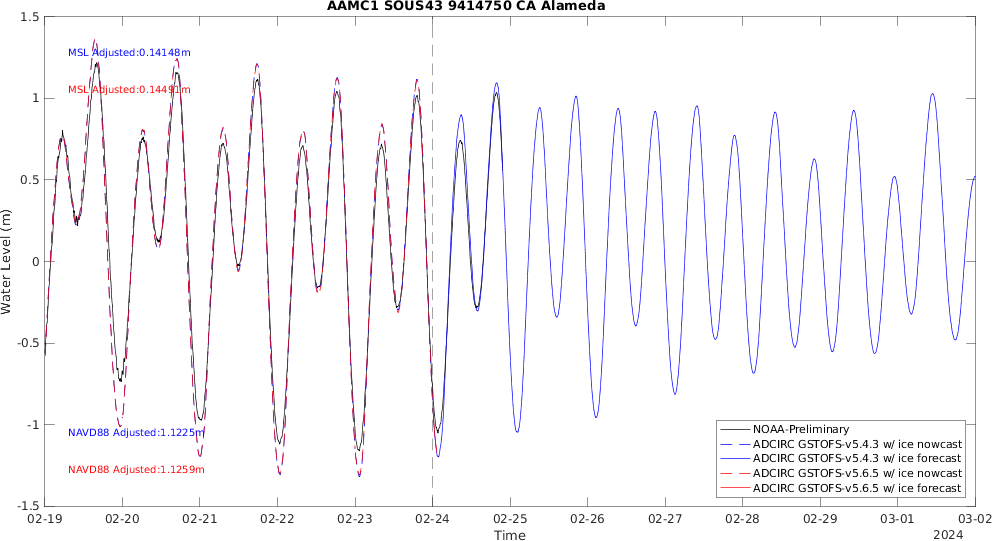 AAMC1 SOUS43 9414750 CA Alameda
1.5
1
0.5
0
-0.5
-1
-1.5
Water Level (m)
MSL Adjusted:0.14148m
MSL Adjusted:0.14491m
NAVD88 Adjusted:1.1225m
NAVD88 Adjusted:1.1259m
NOAA-Preliminary
ADCIRC GSTOFS-v5.4.3 w/ ice nowcast
ADCIRC GSTOFS-v5.4.3 w/ ice forecast
ADCIRC GSTOFS-v5.6.5 w/ ice nowcast
ADCIRC GSTOFS-v5.6.5 w/ ice forecast
02-19 02-20 02-21 02-22 02-23 02-24 02-25 02-26 02-27 02-28 02-29 03-01 03-02
Time
2024